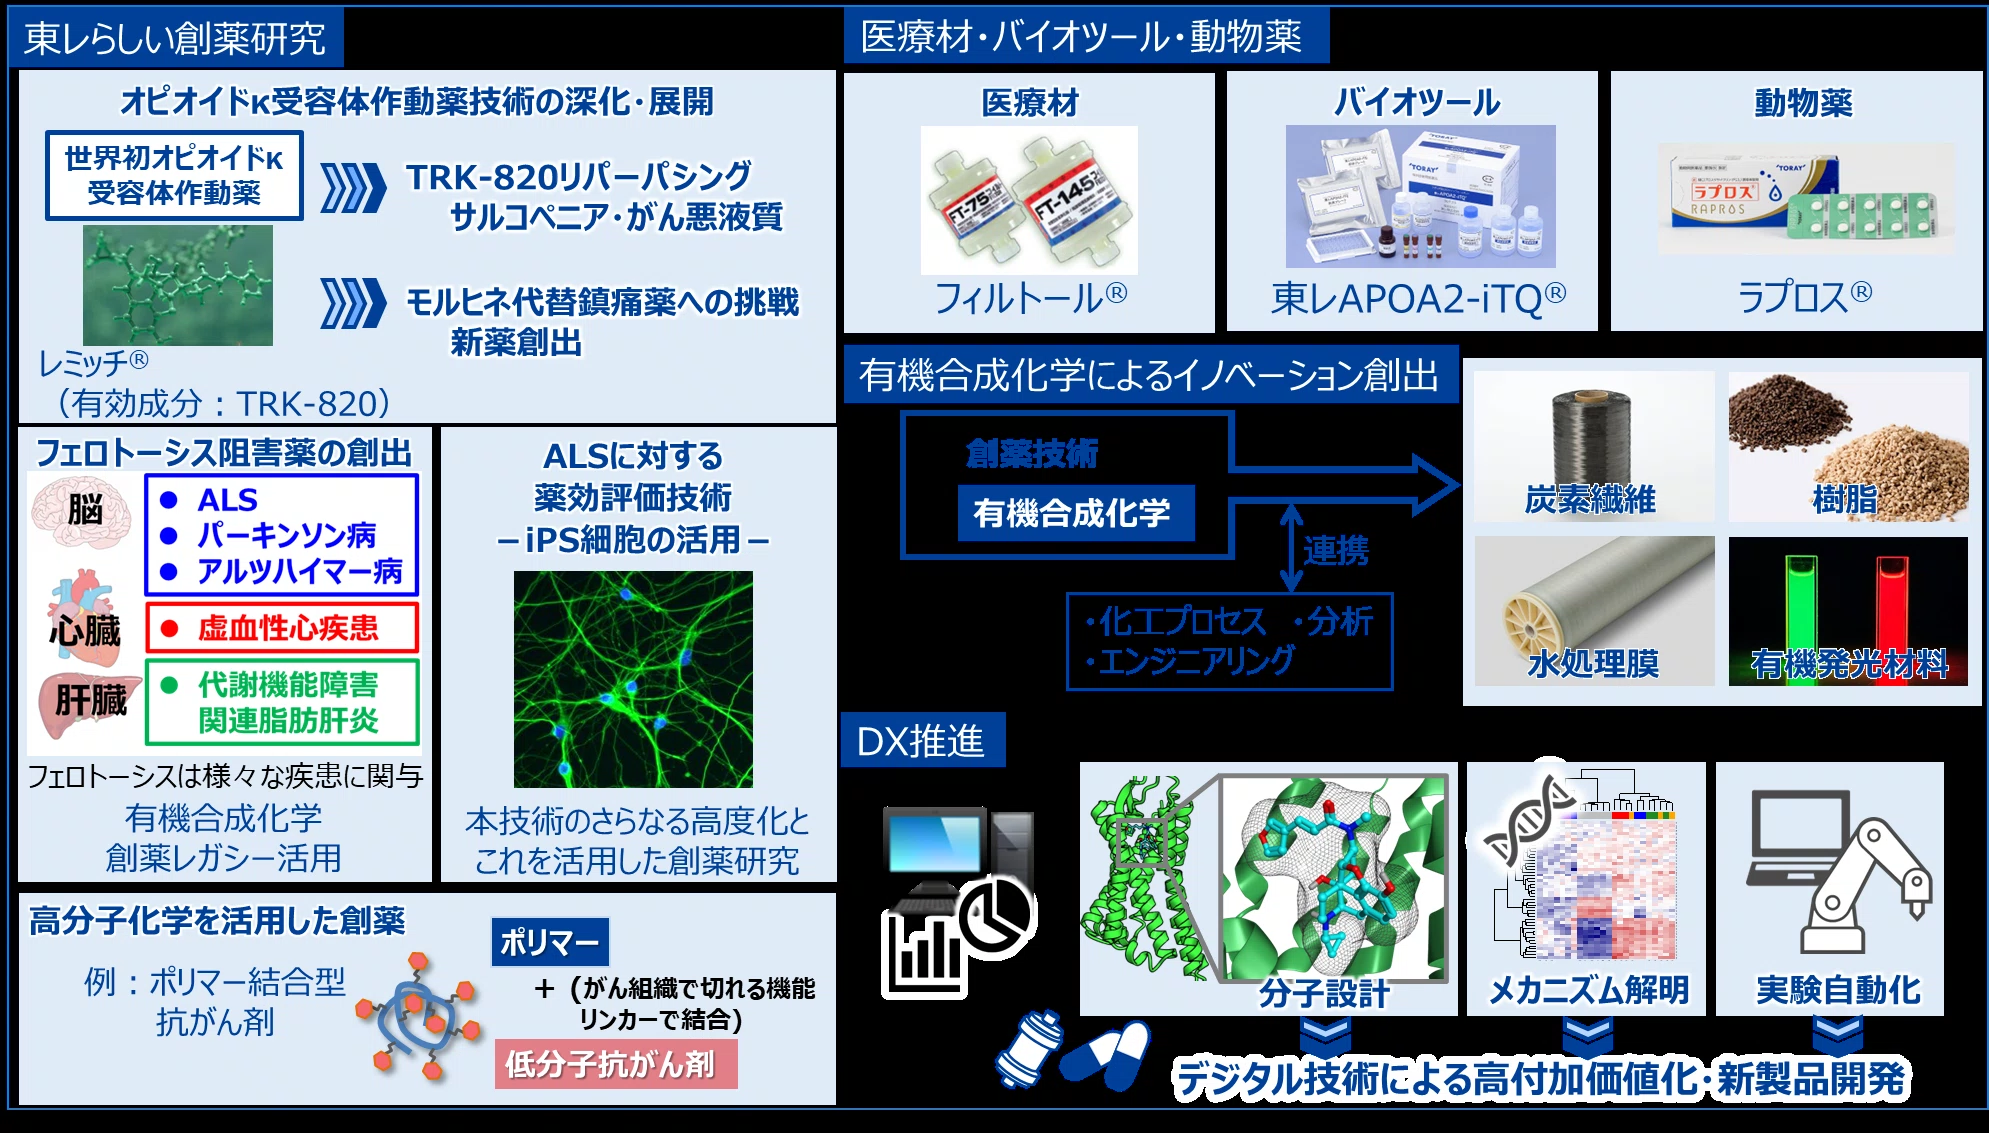 東レらしい創薬研究
オピオイドκ受容体作動薬技術の深化・展開
世界初オピオイドκ
受容体作動薬
TRK-820リパーパシング
サルコペニア・がん悪液質
モルヒネ代替鎮痛薬への挑戦
新薬創出
レミッチ®
（有効成分：TRK-820）
フェロトーシス阻害薬の創出
脳
● ALS
● パーキンソン病
● アルツハイマー病
心臓
● 虚血性心疾患
肝臓
● 代謝機能障害
関連脂肪肝炎
フェロトーシスは様々な疾患に関与
有機合成化学
創薬レガシー活用
ALSに対する
薬効評価技術
－iPS細胞の活用－
本技術のさらなる高度化と
これを活用した創薬研究
高分子化学を活用した創薬
例：ポリマー結合型
抗がん剤
ポリマー
＋（がん組織で切れる機能
リンカーで結合）
低分子抗がん剤
医療材・バイオツール・動物薬
医療材
FT-75
FT-145
フィルトール®
バイオツール
'TORAY'
'TORAY'
東レAPOA2-iTQ®
動物薬
'TORAY'
ラプロス
RAPROS
ラプロス®
有機合成化学によるイノベーション創出
創薬技術
有機合成化学
連携
・化工プロセス ・分析
・エンジニアリング
炭素繊維
樹脂
水処理膜
有機発光材料
DX推進
分子設計
メカニズム解明
実験自動化
デジタル技術による高付加価値化・新製品開発